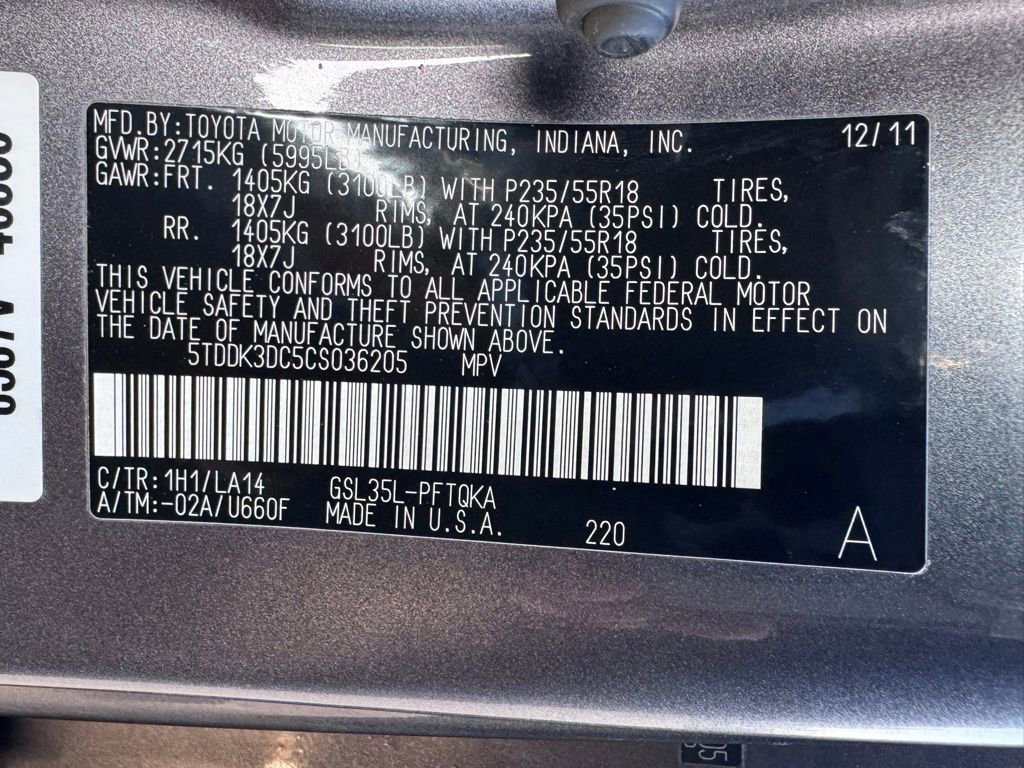 MFD.BY:TOYOTA MOTOR MANUFACTURING, INDIANA, INC. 12/11
GVWR:2715KG (5995LB)
GAWR:FRT. 1405KG (3100LB) WITH P235/55R18 TIRES,
18X7J RIMS, AT 240KPA (35PSI) COLD.
RR. 1405KG (3100LB) WITH P235/55R18 TIRES,
18X7J RIMS, AT 240KPA (35PSI) COLD.
THIS VEHICLE CONFORMS TO ALL APPLICABLE FEDERAL MOTOR
VEHICLE SAFETY AND THEFT PREVENTION STANDARDS IN EFFECT ON
THE DATE OF MANUFACTURE SHOWN ABOVE.
5TDDK3DC5CS036205 MPV
C/TR:1H1/LA14 GSL35L-PFTQKA
A/TM:-02A/U660F MADE IN U.S.A. 220 A